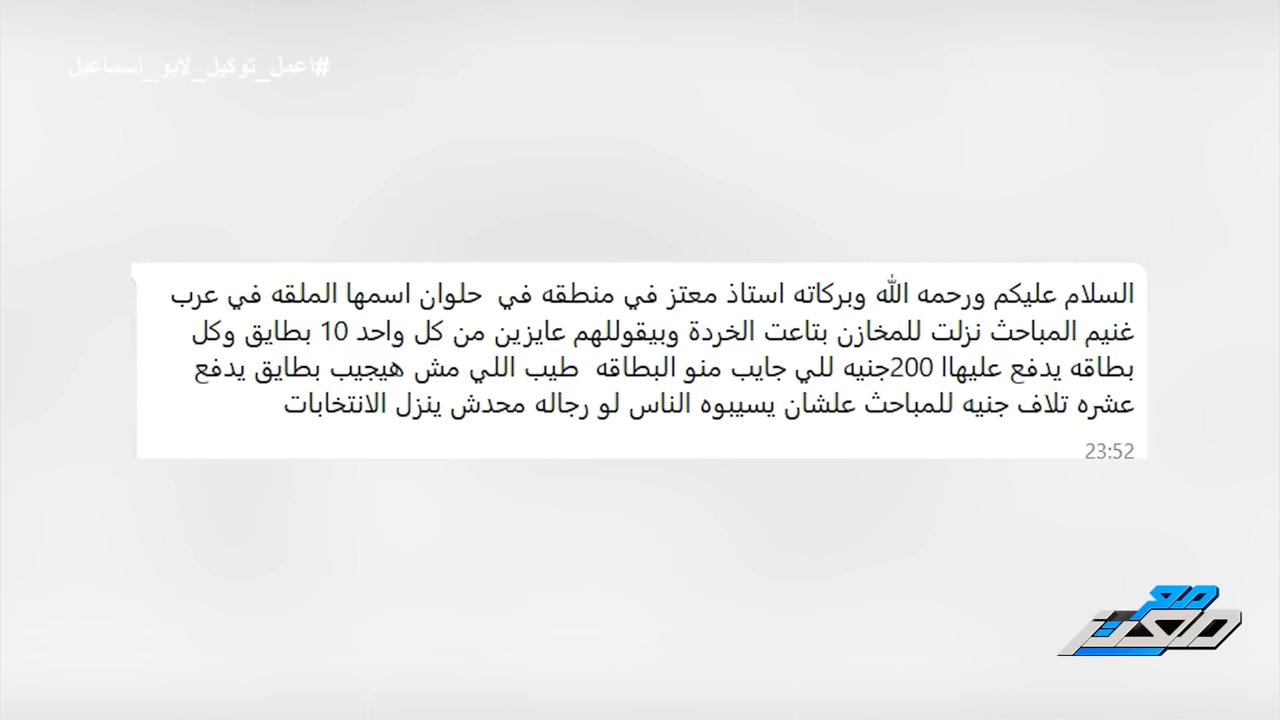 #اعمل_توكيل_لابو_اسماعيل
السلام عليكم ورحمه الله وبركاته استاذ معتز في منطقه في حلوان اسمها الملقه في عرب
غنيم المباحث نزلت للمخازن بتاعت الخردة وبيقوللهم عايزين من كل واحد 10 بطايق وكل
بطاقه يدفع عليهاا 200جنيه للي جايب منو البطاقه طيب اللي مش هيجيب بطايق يدفع
عشره تلاف جنيه للمباحث علشان يسيبوه الناس لو رجاله محدش ينزل الانتخابات
23:52
مع
معتز